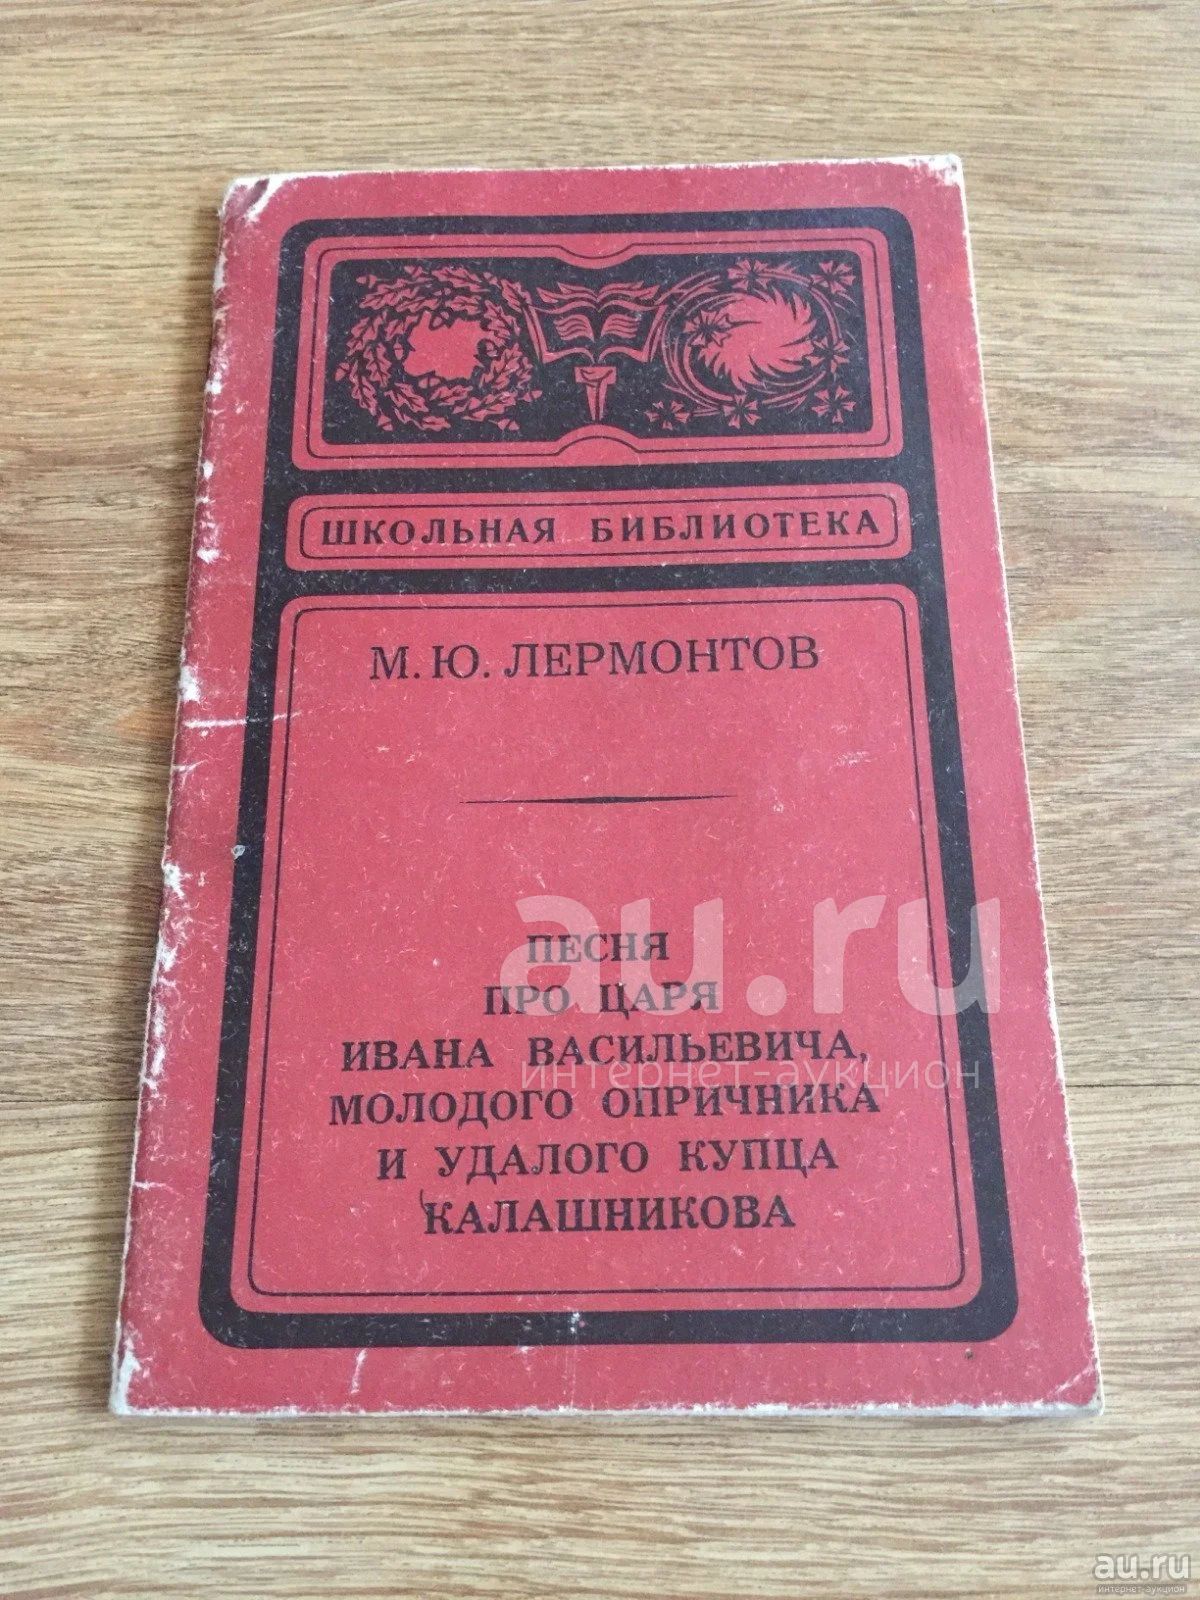 ШКОЛЬНАЯ БИБЛИОТЕКА
М. Ю. ЛЕРМОНТОВ
ПЕСНЯ
ПРО ЦАРЯ
ИВАНА ВАСИЛЬЕВИЧА,
МОЛОДОГО ОПРИЧНИКА
И УДАЛОГО КУПЦА
КАЛАШНИКОВА
au.ru
интернет-аукцион
au.ru
интернет-аукцион